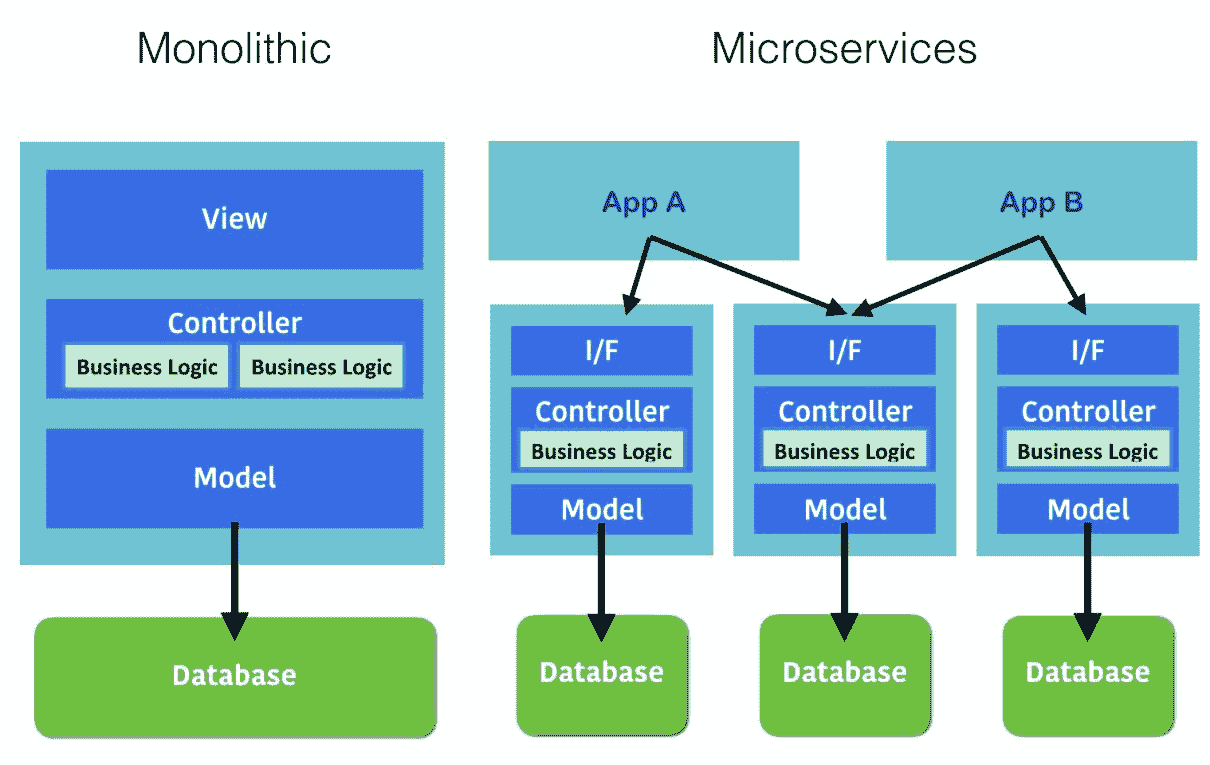 Monolithic
Microservices
View
Controller
Business Logic
Business Logic
Model
Database
App A
App B
I/F
Controller
Business Logic
Model
Database
I/F
Controller
Business Logic
Model
Database
I/F
Controller
Business Logic
Model
Database